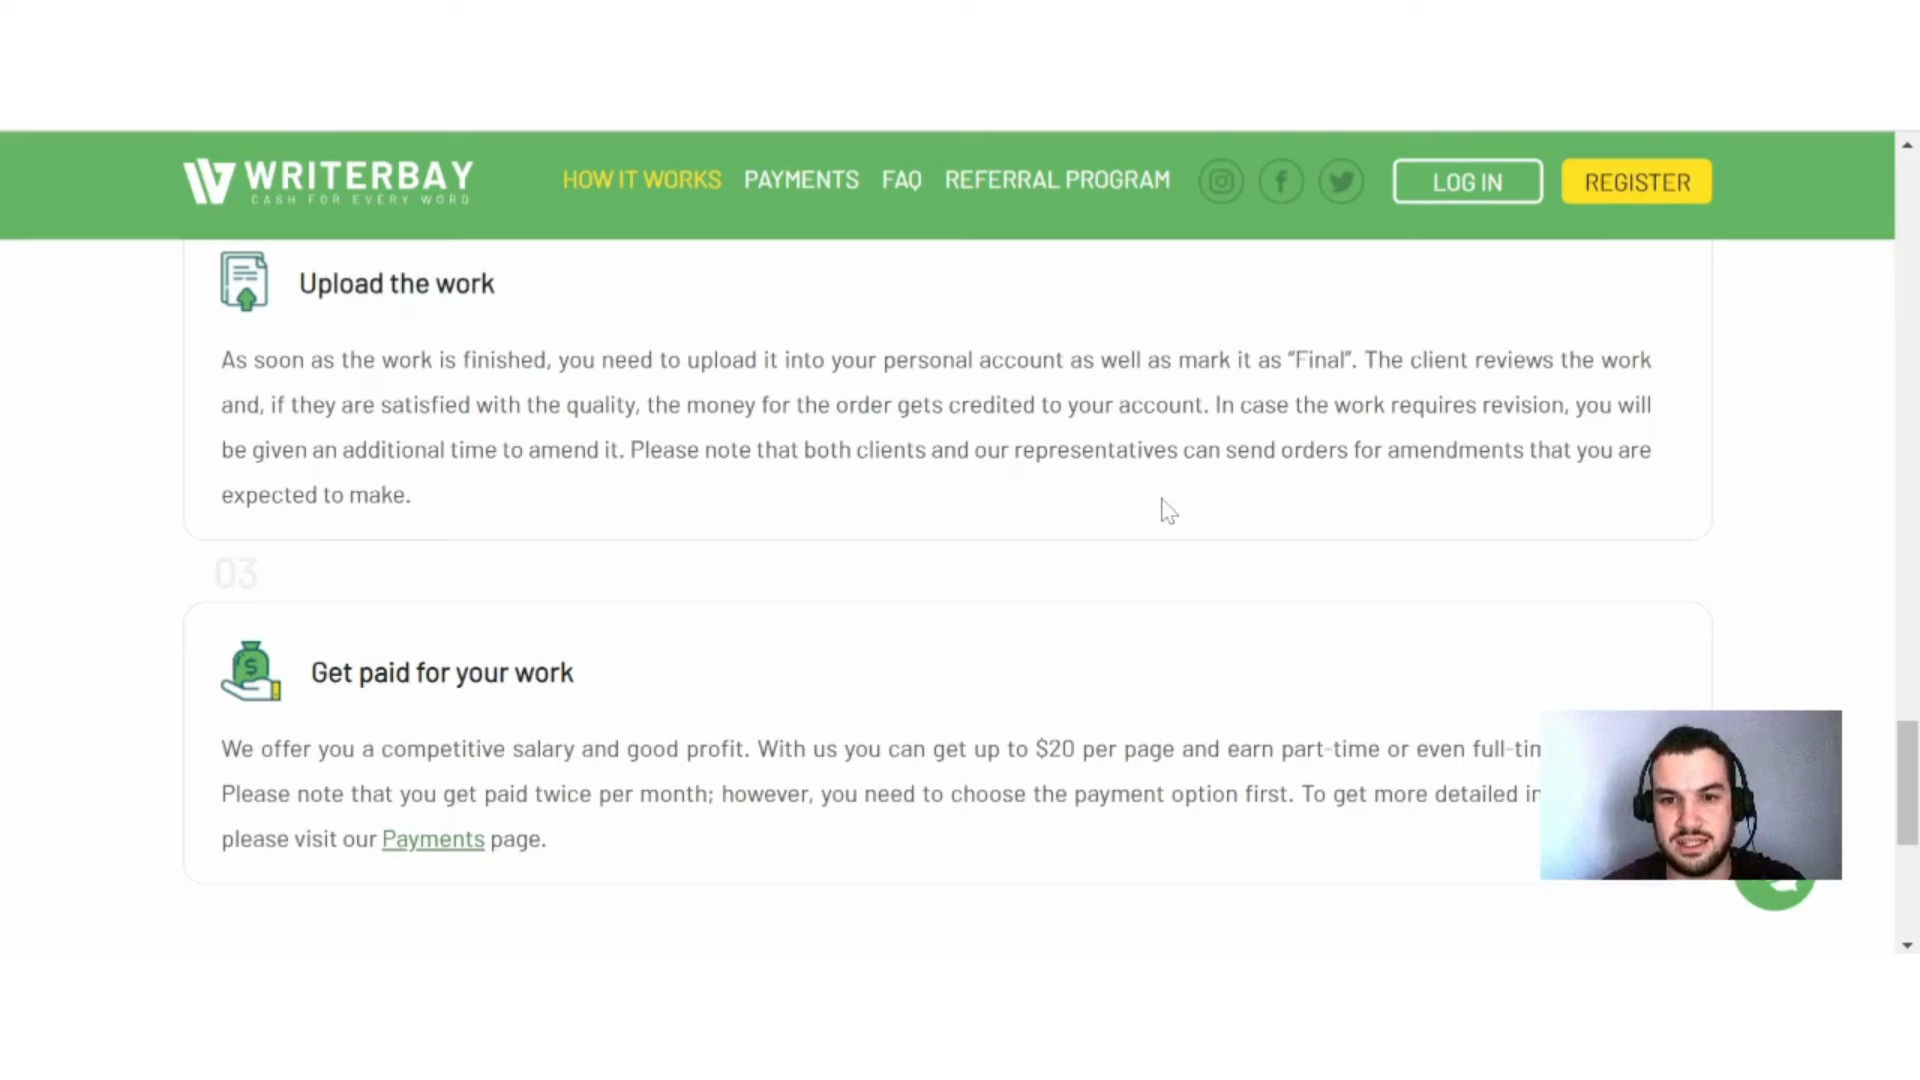 WRITERBAY
CASH FOR EVERY WORD
HOW IT WORKS
PAYMENTS
FAQ
REFERRAL PROGRAM
LOG IN
REGISTER
Upload the work
As soon as the work is finished, you need to upload it into your personal account as well as mark it as “Final”. The client reviews the work
and, if they are satisfied with the quality, the money for the order gets credited to your account. In case the work requires revision, you will
be given an additional time to amend it. Please note that both clients and our representatives can send orders for amendments that you are
expected to make.
03
Get paid for your work
We offer you a competitive salary and good profit. With us you can get up to $20 per page and earn part-time or even
Please note that you get paid twice per month; however, you need to choose the payment option first. To get more detailed
please visit our Payments page.